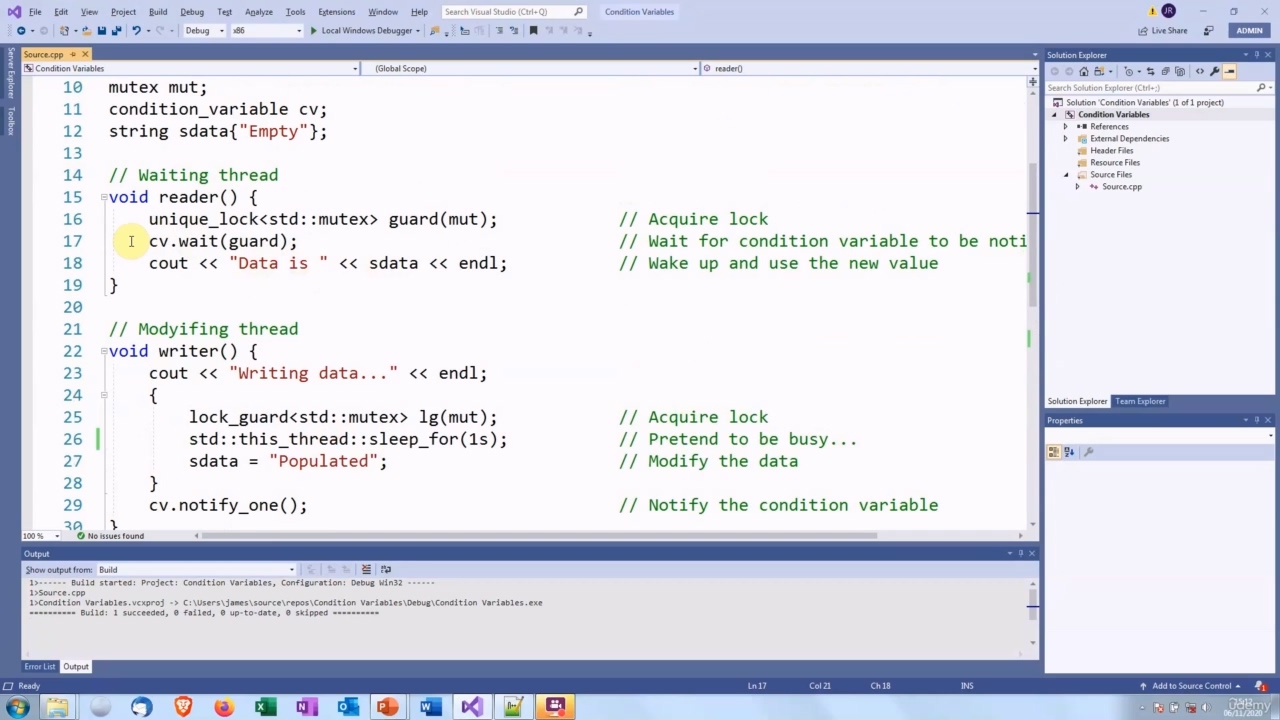 File Edit View Project Build Debug Test Analyze Tools Extensions Window Help Search Visual Studio (Ctrl+Q) Condition Variables JR
Debug x86 Local Windows Debugger Live Share ADMIN
Server Explorer
Toolbox
Source.cpp
Condition Variables (Global Scope) reader()
10 mutex mut;
11 condition_variable cv;
12 string sdata{"Empty"};
13
14 // Waiting thread
15 void reader() {
16 unique_lock<std::mutex> guard(mut); // Acquire lock
17 cv.wait(guard); // Wait for condition variable to be noti
18 cout << "Data is " << sdata << endl; // Wake up and use the new value
19 }
20
21 // Modyifing thread
22 void writer() {
23 cout << "Writing data..." << endl;
24 {
25 lock_guard<std::mutex> lg(mut); // Acquire lock
26 std::this_thread::sleep_for(1s); // Pretend to be busy...
27 sdata = "Populated"; // Modify the data
28 }
29 cv.notify_one(); // Notify the condition variable
30 }
100 % No issues found
Output
Show output from: Build
1>------ Build started: Project: Condition Variables, Configuration: Debug Win32 ------
1>Source.cpp
1>Condition Variables.vcxproj -> C:\Users\james\source\repos\Condition Variables\Debug\Condition Variables.exe
========== Build: 1 succeeded, 0 failed, 0 up-to-date, 0 skipped ==========
Error List Output
Solution Explorer
Search Solution Explorer (Ctrl+;)
Solution 'Condition Variables' (1 of 1 project)
Condition Variables
References
External Dependencies
Header Files
Resource Files
Source Files
Source.cpp
Solution Explorer Team Explorer
Properties
Ready Ln 17 Col 21 Ch 18 INS Add to Source Control 1
udemy
06/11/2020